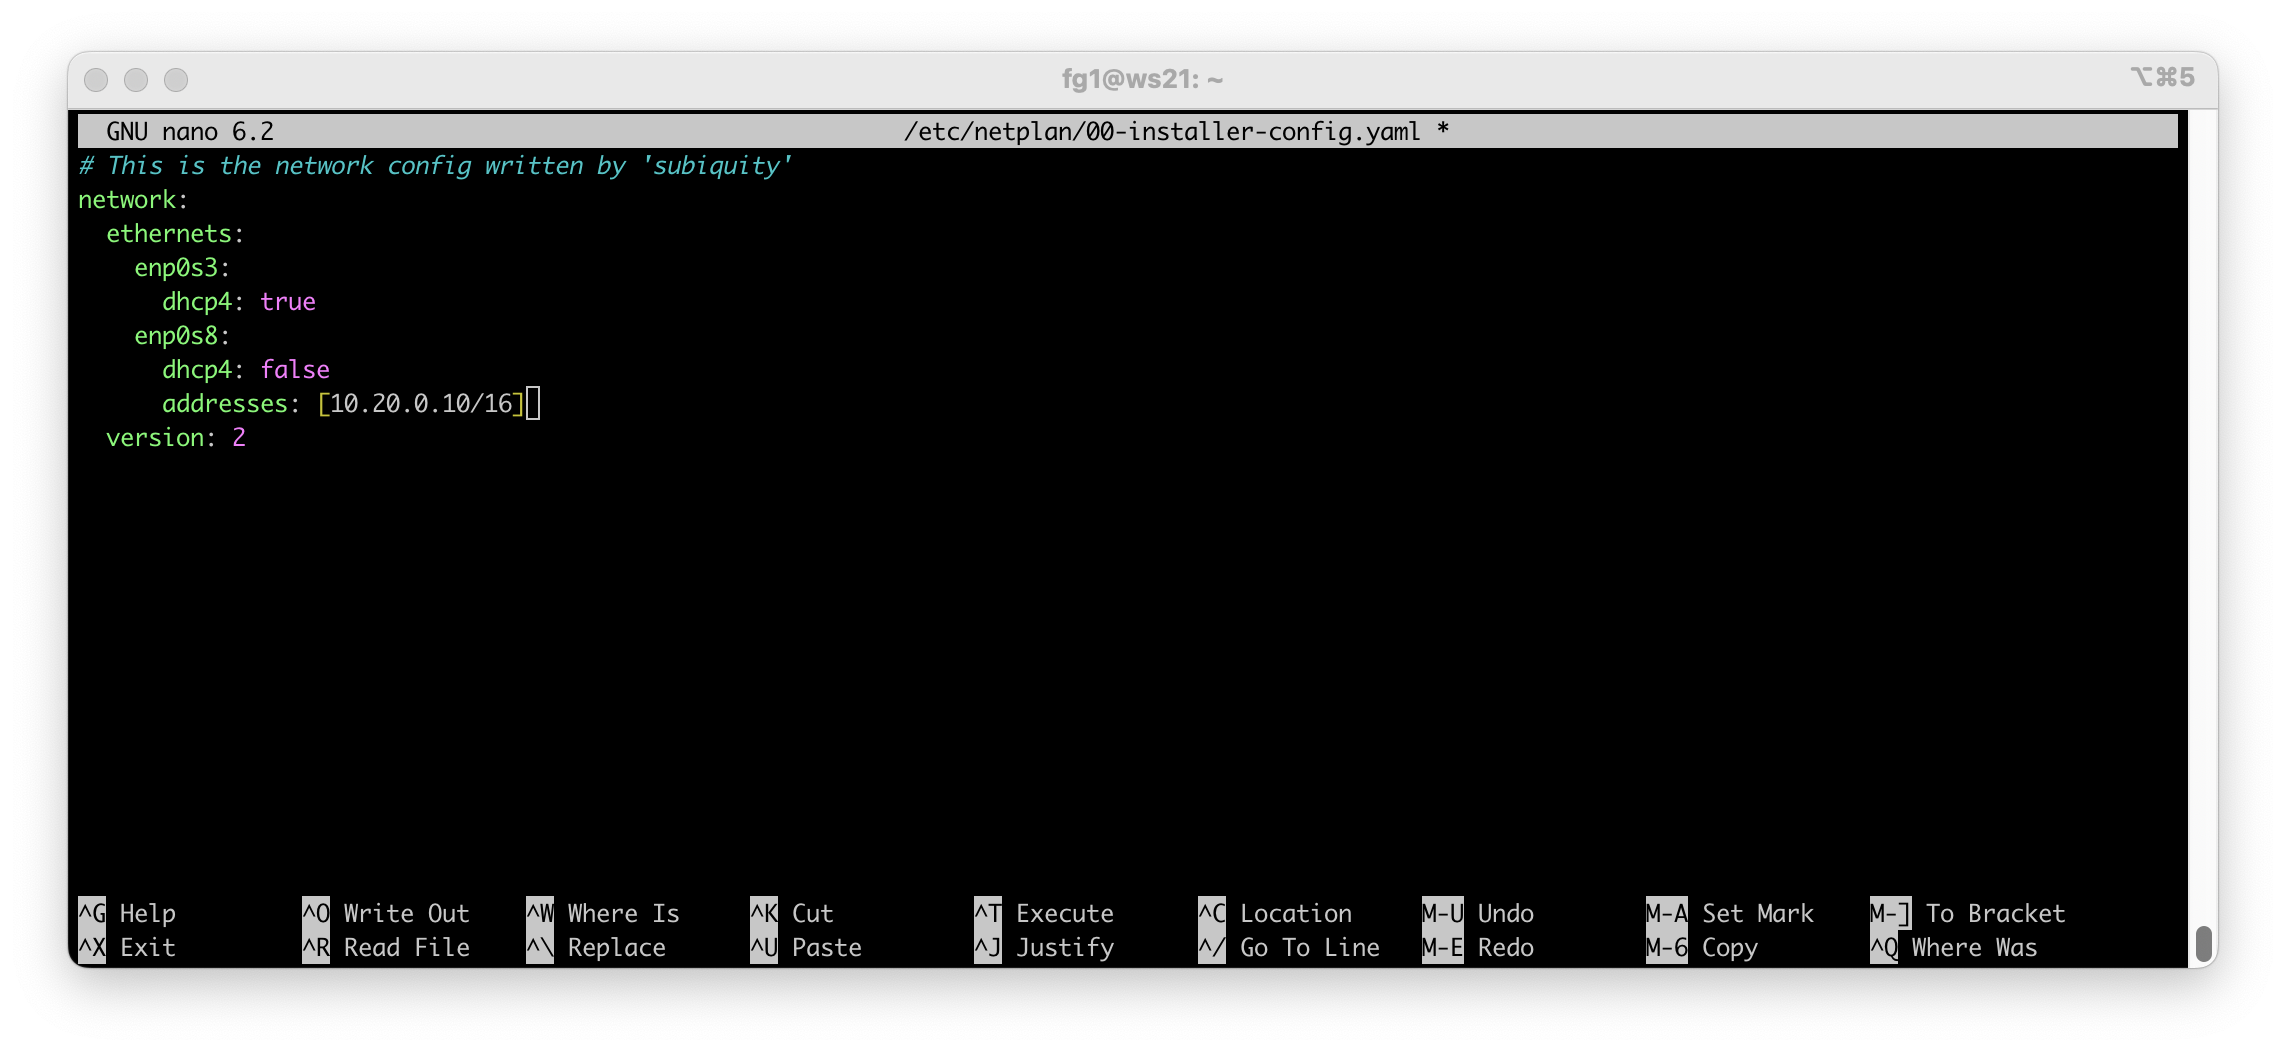 fg1@ws21: ~
⌥⌘5
GNU nano 6.2 /etc/netplan/00-installer-config.yaml *
# This is the network config written by 'subiquity'
network:
  ethernets:
    enp0s3:
      dhcp4: true
    enp0s8:
      dhcp4: false
      addresses: [10.20.0.10/16]
  version: 2
^G Help ^O Write Out ^W Where Is ^K Cut ^T Execute ^C Location M-U Undo M-A Set Mark M-] To Bracket
^X Exit ^R Read File ^\ Replace ^U Paste ^J Justify ^/ Go To Line M-E Redo M-6 Copy ^Q Where Was